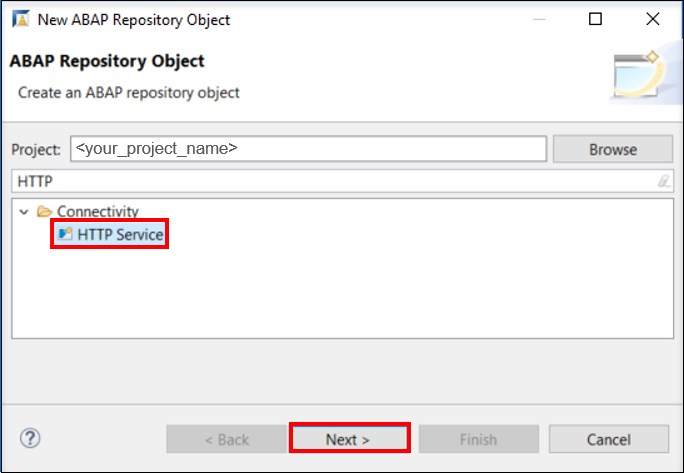 New ABAP Repository Object
ABAP Repository Object
Create an ABAP repository object
Project: <your_project_name> Browse
HTTP
Connectivity
HTTP Service
? < Back Next > Finish Cancel